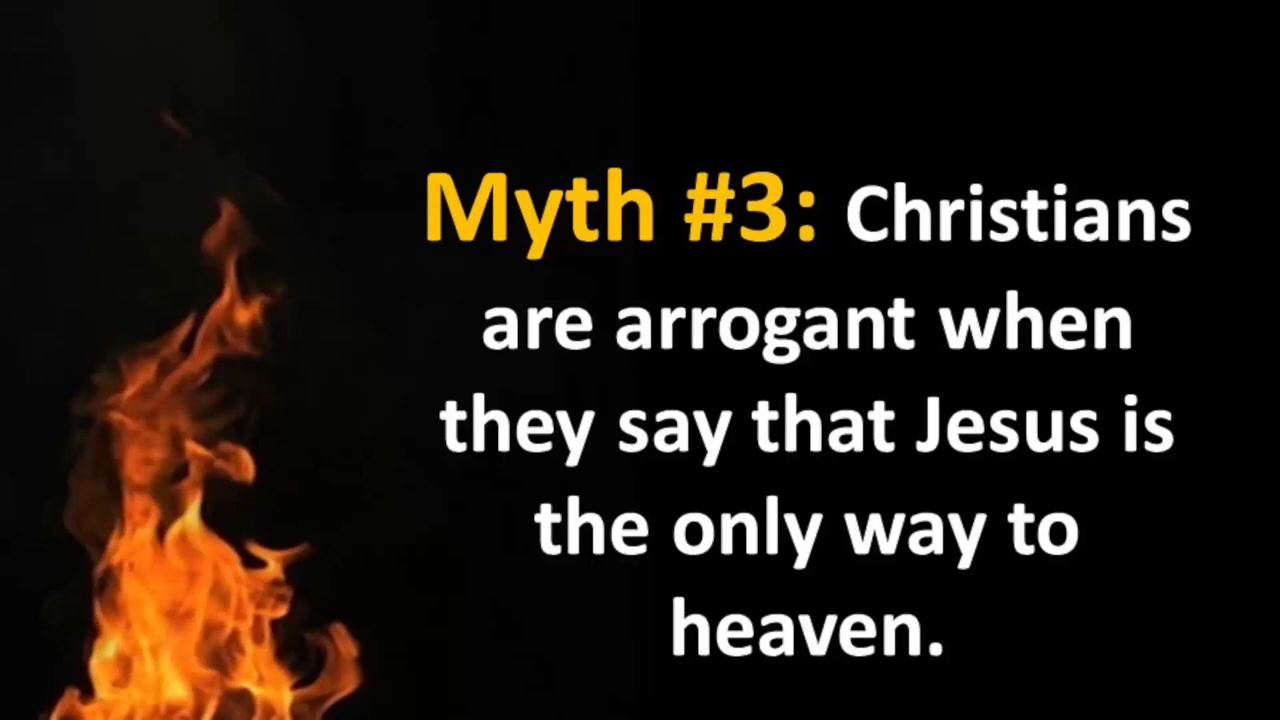 Myth #3: Christians
are arrogant when
they say that Jesus is
the only way to
heaven.